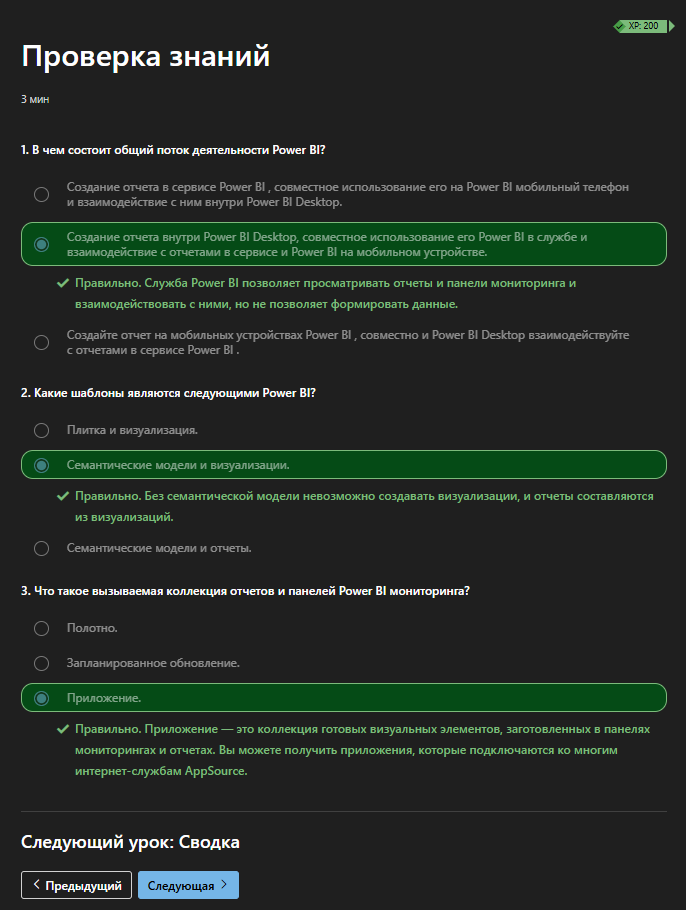 XP: 200
Проверка знаний
3 мин
1. В чем состоит общий поток деятельности Power BI?
Создание отчета в сервисе Power BI , совместное использование его на Power BI мобильный телефон
и взаимодействие с ним внутри Power BI Desktop.
Создание отчета внутри Power BI Desktop, совместное использование его Power BI в службе и
взаимодействие с отчетами в сервисе и Power BI на мобильном устройстве.
Правильно. Служба Power BI позволяет просматривать отчеты и панели мониторинга и
взаимодействовать с ними, но не позволяет формировать данные.
Создайте отчет на мобильных устройствах Power BI , совместно и Power BI Desktop взаимодействуйте
с отчетами в сервисе Power BI .
2. Какие шаблоны являются следующими Power BI?
Плитка и визуализация.
Семантические модели и визуализации.
Правильно. Без семантической модели невозможно создавать визуализации, и отчеты составляются
из визуализаций.
Семантические модели и отчеты.
3. Что такое вызываемая коллекция отчетов и панелей Power BI мониторинга?
Полотно.
Запланированное обновление.
Приложение.
Правильно. Приложение — это коллекция готовых визуальных элементов, заготовленных в панелях
мониторингах и отчетах. Вы можете получить приложения, которые подключаются ко многим
интернет-службам AppSource.
Следующий урок: Сводка
Предыдущий
Следующая